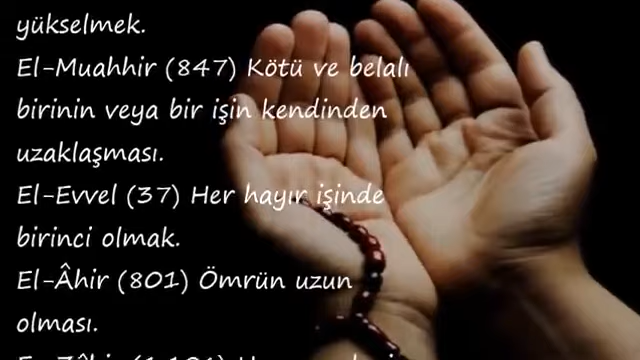 yükselmek.
El-Muahhir (847) Kötü ve belalı
birinin veya bir işin kendinden
uzaklaşması.
El-Evvel (37) Her hayır işinde
birinci olmak.
El-Âhir (801) Ömrün uzun
olması.